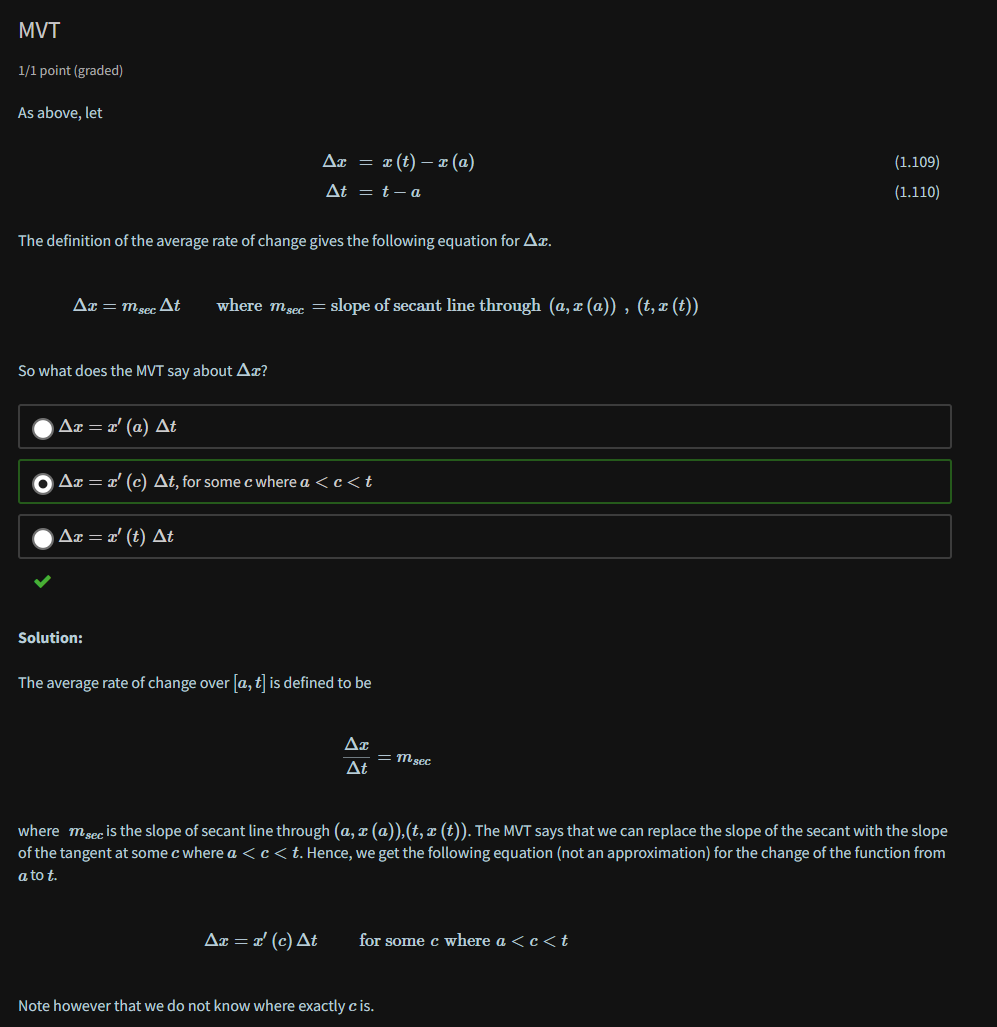 MVT
1/1 point (graded)
As above, let
Δx = x (t) − x (a) (1.109)
Δt = t − a (1.110)
The definition of the average rate of change gives the following equation for Δx.
Δx = m_sec Δt where m_sec = slope of secant line through (a, x (a)) , (t, x (t))
So what does the MVT say about Δx?
Δx = x′ (a) Δt
Δx = x′ (c) Δt, for some c where a < c < t
Δx = x′ (t) Δt
Solution:
The average rate of change over [a, t] is defined to be
Δx/Δt = m_sec
where m_sec is the slope of secant line through (a, x (a)),(t, x (t)). The MVT says that we can replace the slope of the secant with the slope
of the tangent at some c where a < c < t. Hence, we get the following equation (not an approximation) for the change of the function from
a to t.
Δx = x′ (c) Δt for some c where a < c < t
Note however that we do not know where exactly c is.